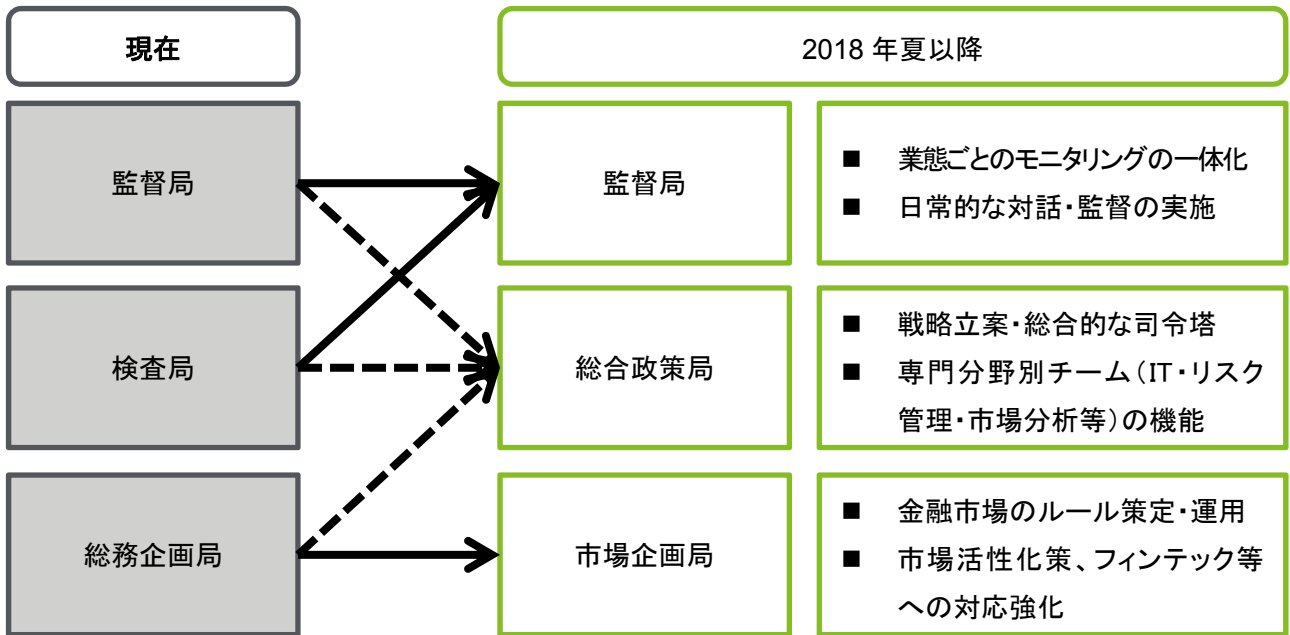 現在
2018 年夏以降
監督局
監督局
■ 業態ごとのモニタリングの一体化
■ 日常的な対話・監督の実施
検査局
総合政策局
■ 戦略立案・総合的な司令塔
■ 専門分野別チーム(IT・リスク
管理・市場分析等)の機能
総務企画局
市場企画局
■ 金融市場のルール策定・運用
■ 市場活性化策、フィンテック等
への対応強化